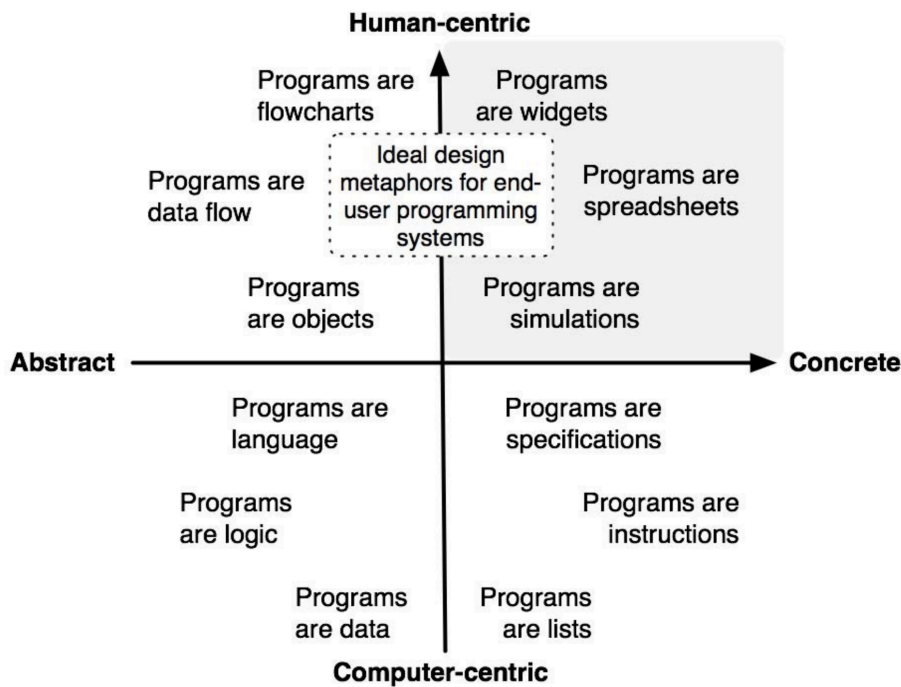 Human-centric
Programs are
flowcharts
Programs
are widgets
Ideal design
metaphors for end-
user programming
systems
Programs are
data flow
Programs are
spreadsheets
Programs
are objects
Programs are
simulations
Abstract
Concrete
Programs are
language
Programs are
specifications
Programs
are logic
Programs are
instructions
Programs
are data
Programs
are lists
Computer-centric